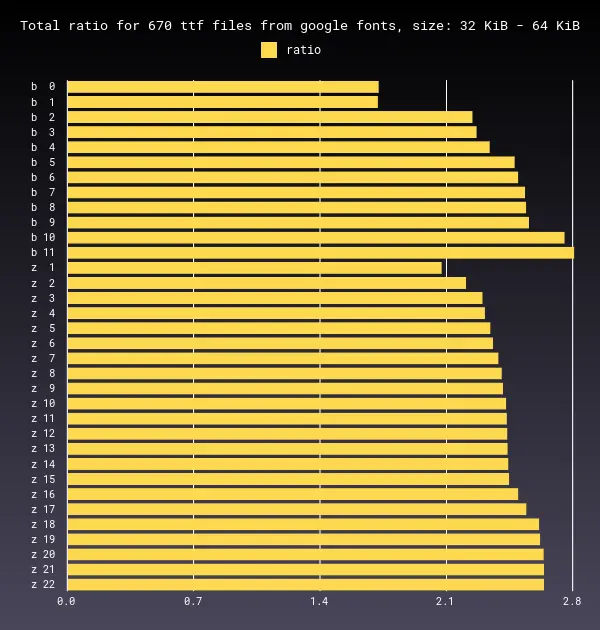 Total ratio for 670 ttf files from google fonts, size: 32 KiB - 64 KiB
ratio
b 0
b 1
b 2
b 3
b 4
b 5
b 6
b 7
b 8
b 9
b 10
b 11
z 1
z 2
z 3
z 4
z 5
z 6
z 7
z 8
z 9
z 10
z 11
z 12
z 13
z 14
z 15
z 16
z 17
z 18
z 19
z 20
z 21
z 22
0.0 0.7 1.4 2.1 2.8